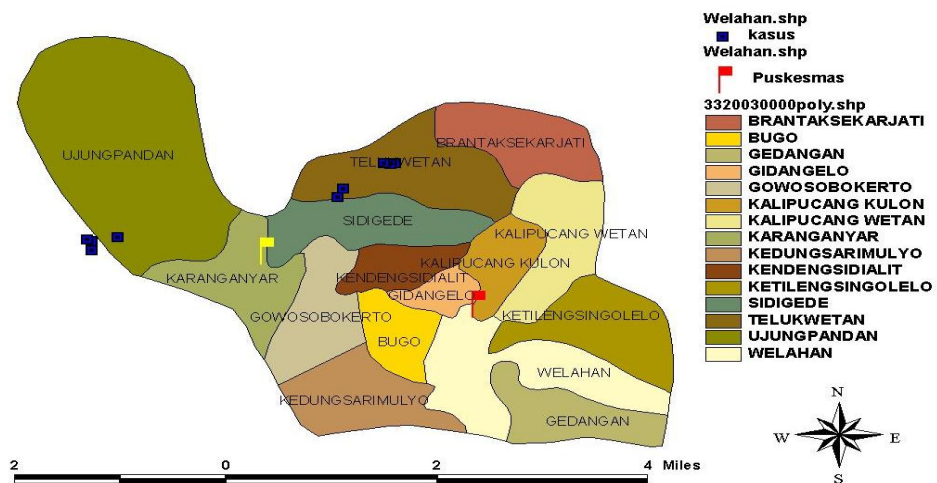 UJUNGPANDAN
BRANTAKSEKARJATI
TELUKWETAN
SIDIGEDE
KALIPUCANG WETAN
KALIPUCANG KULON
KARANGANYAR
KENDENGSIDIALIT
GIDANGELO
GOWOSOBOKERTO
KETILENGSINGOLELO
BUGO
WELAHAN
KEDUNGSARIMULYO
GEDANGAN
2 0 2 4 Miles
Welahan.shp
kasus
Welahan.shp
Puskesmas
3320030000poly.shp
BRANTAKSEKARJATI
BUGO
GEDANGAN
GIDANGELO
GOWOSOBOKERTO
KALIPUCANG KULON
KALIPUCANG WETAN
KARANGANYAR
KEDUNGSARIMULYO
KENDENGSIDIALIT
KETILENGSINGOLELO
SIDIGEDE
TELUKWETAN
UJUNGPANDAN
WELAHAN
N
W E
S